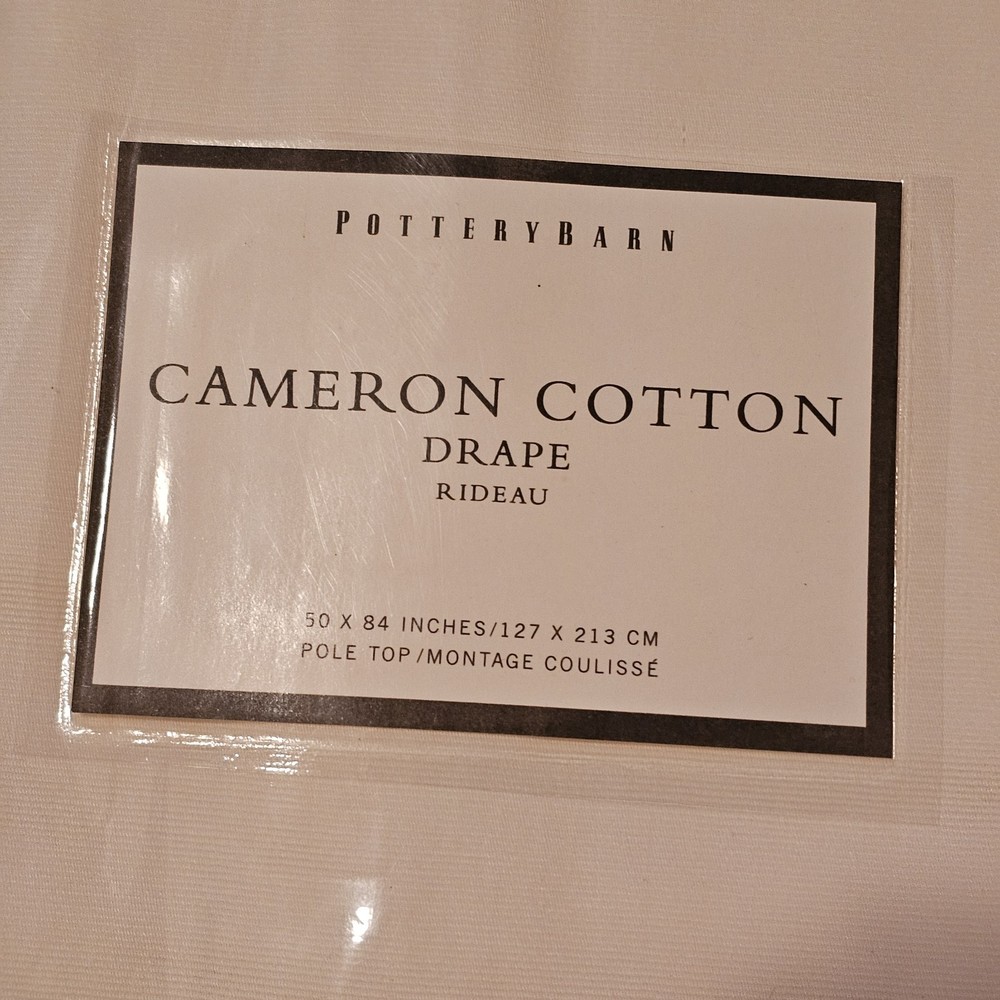 POTTERYBARN
CAMERON COTTON
DRAPE
RIDEAU
50 X 84 INCHES/127 X 213 CM
POLE TOP/MONTAGE COULISSÉ